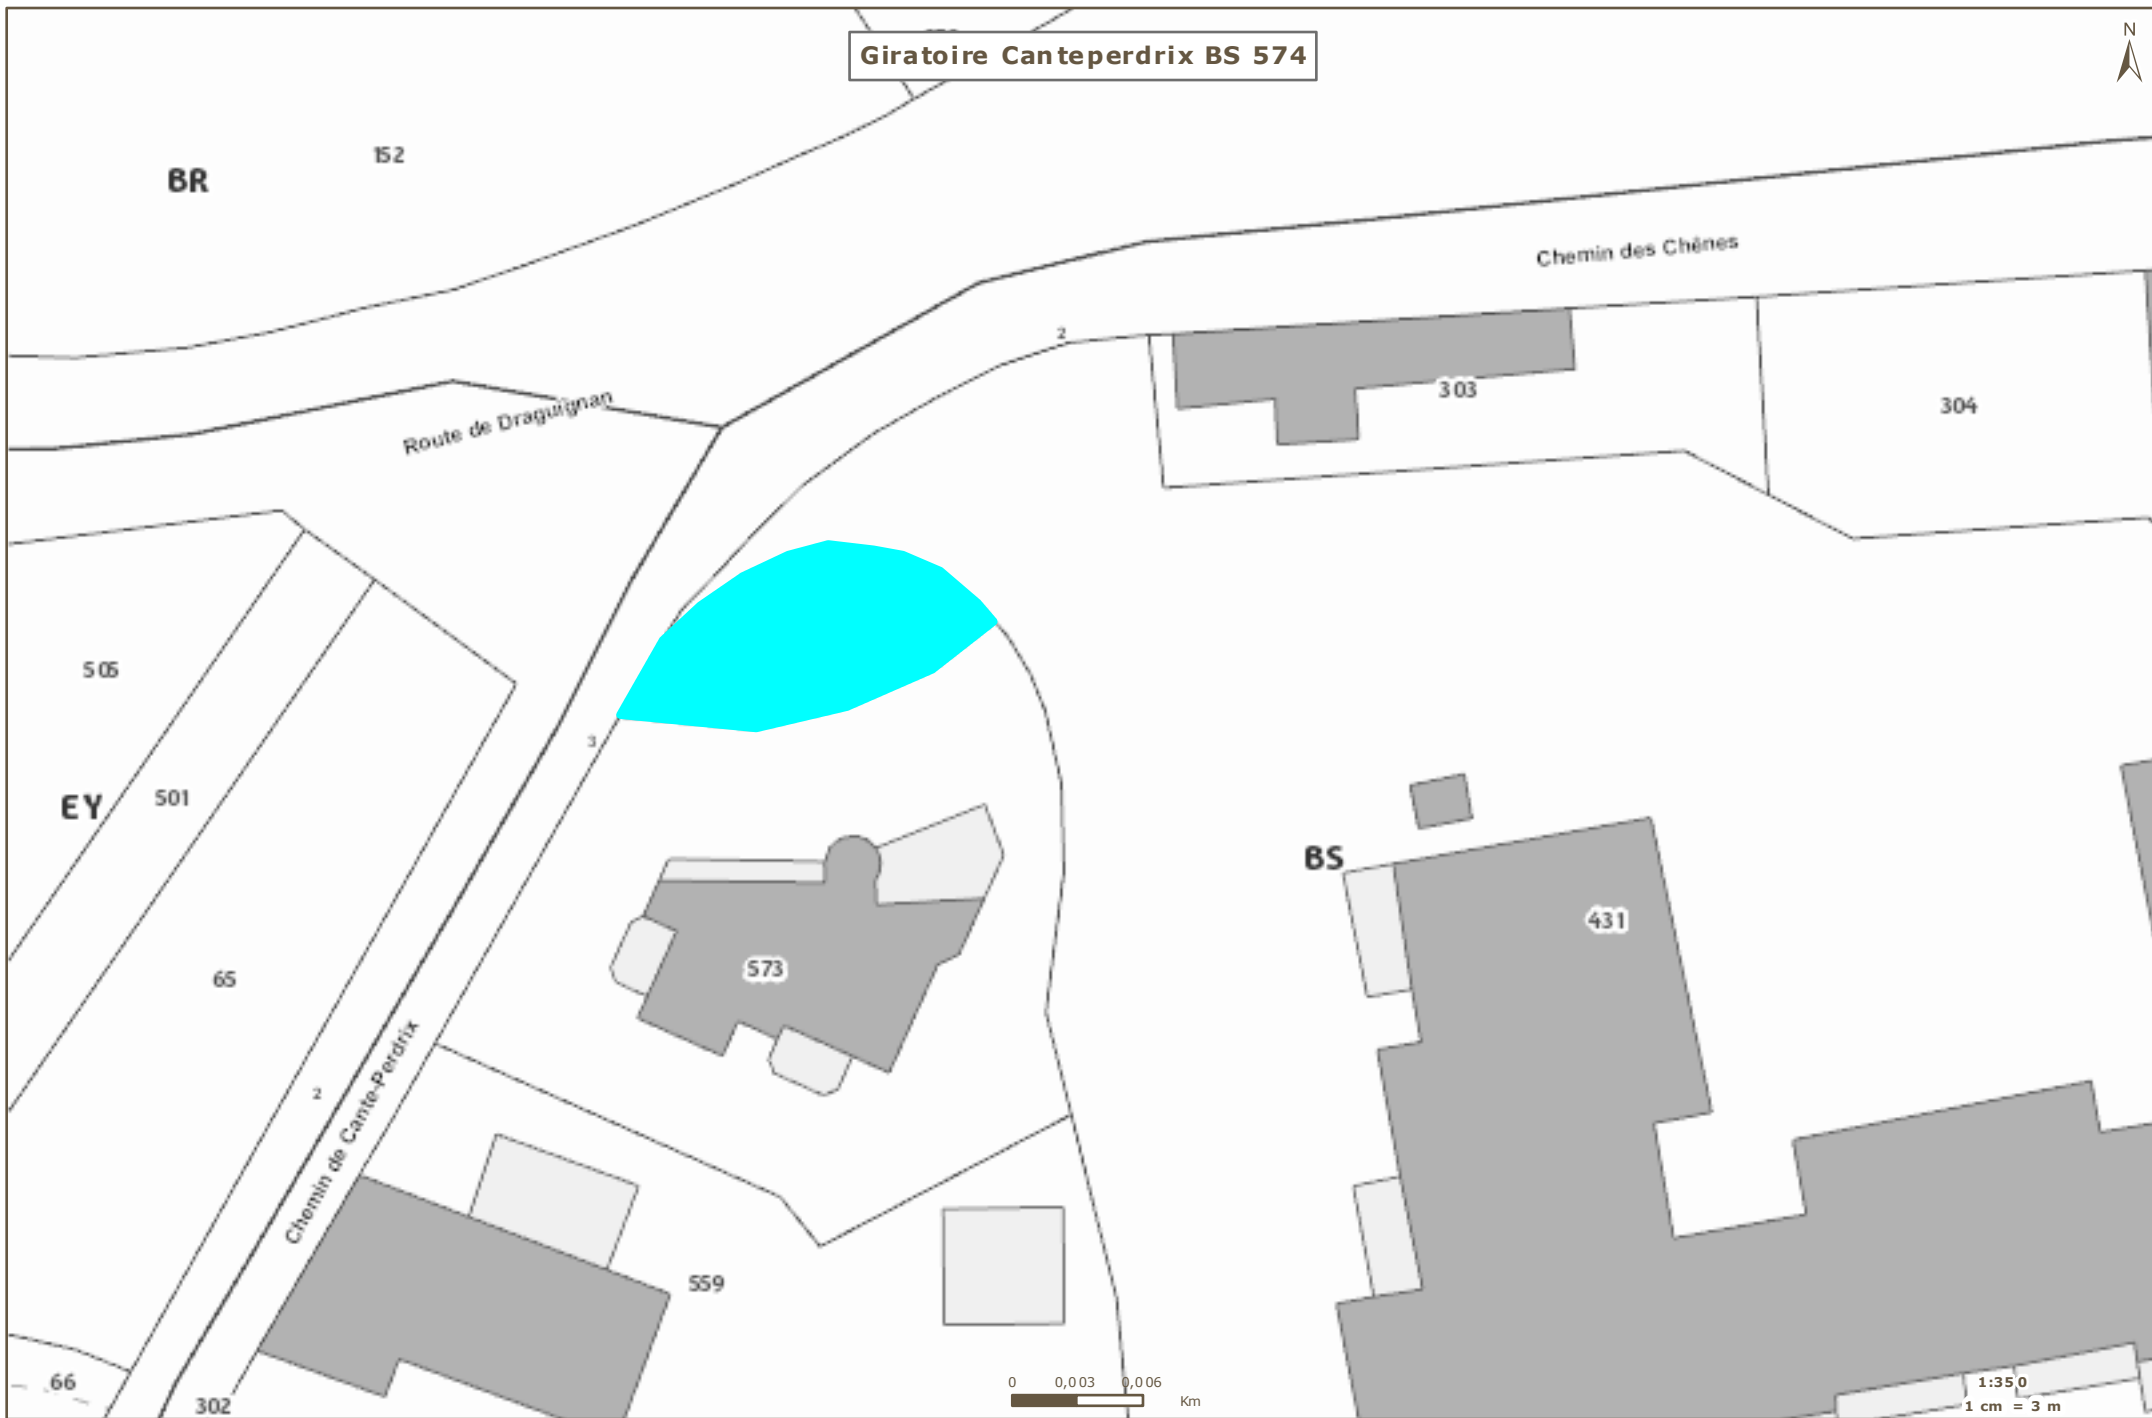 Giratoire Canteperdrix BS 574
N
152
BR
Chemin des Chênes
2
303
304
Route de Draguignan
505
3
501
EY
BS
431
573
65
2
Chemin de Cante-Perdrix
559
66
302
0 0,003 0,006
Km
1:350
1 cm = 3 m